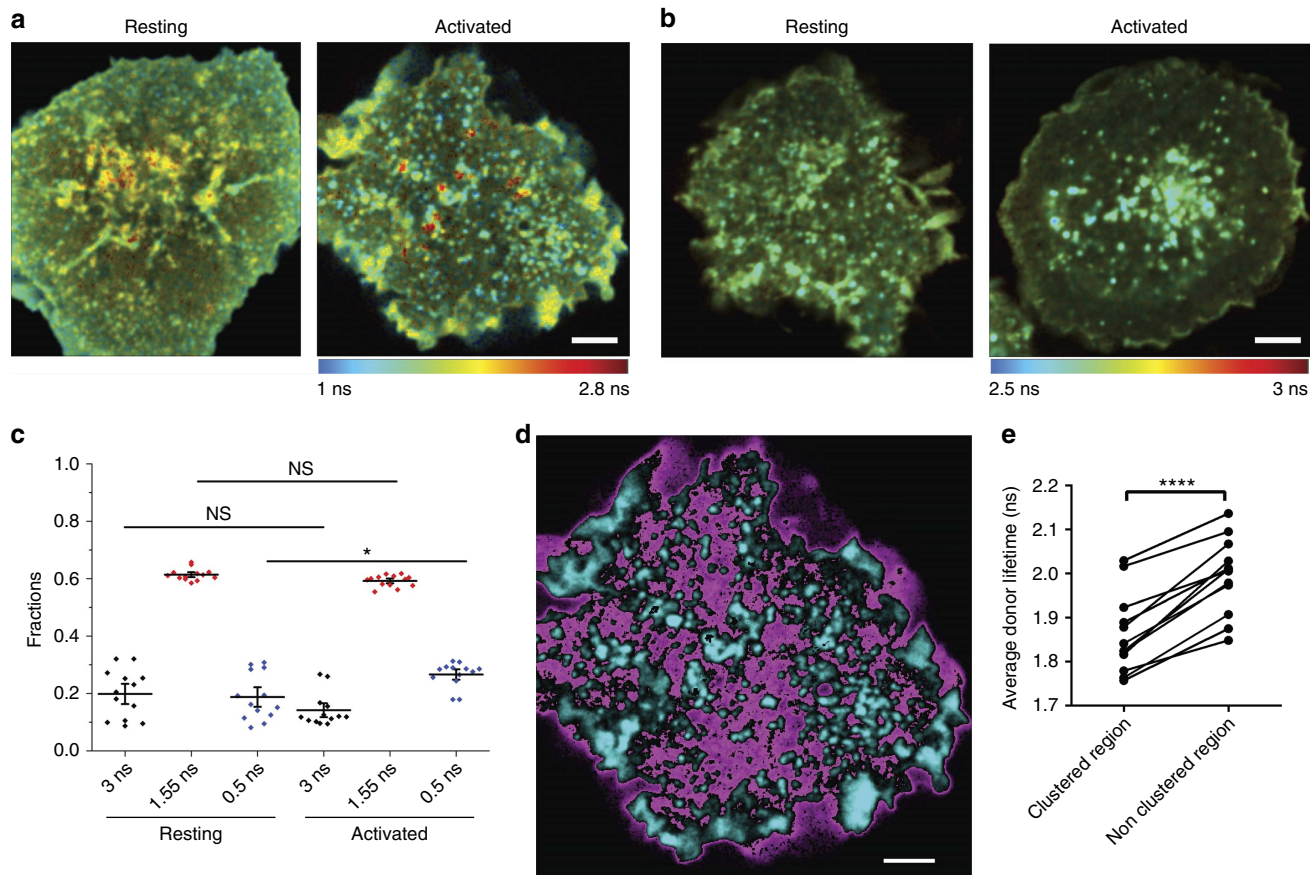 a
Resting
Activated
1 ns
2.8 ns
b
Resting
Activated
2.5 ns
3 ns
c
Fractions
1.0
0.8
0.6
0.4
0.2
0.0
NS
NS
*
3 ns
1.55 ns
0.5 ns
3 ns
1.55 ns
0.5 ns
Resting
Activated
d
e
Average donor lifetime (ns)
2.2
2.1
2.0
1.9
1.8
1.7
****
Clustered region
Non clustered region